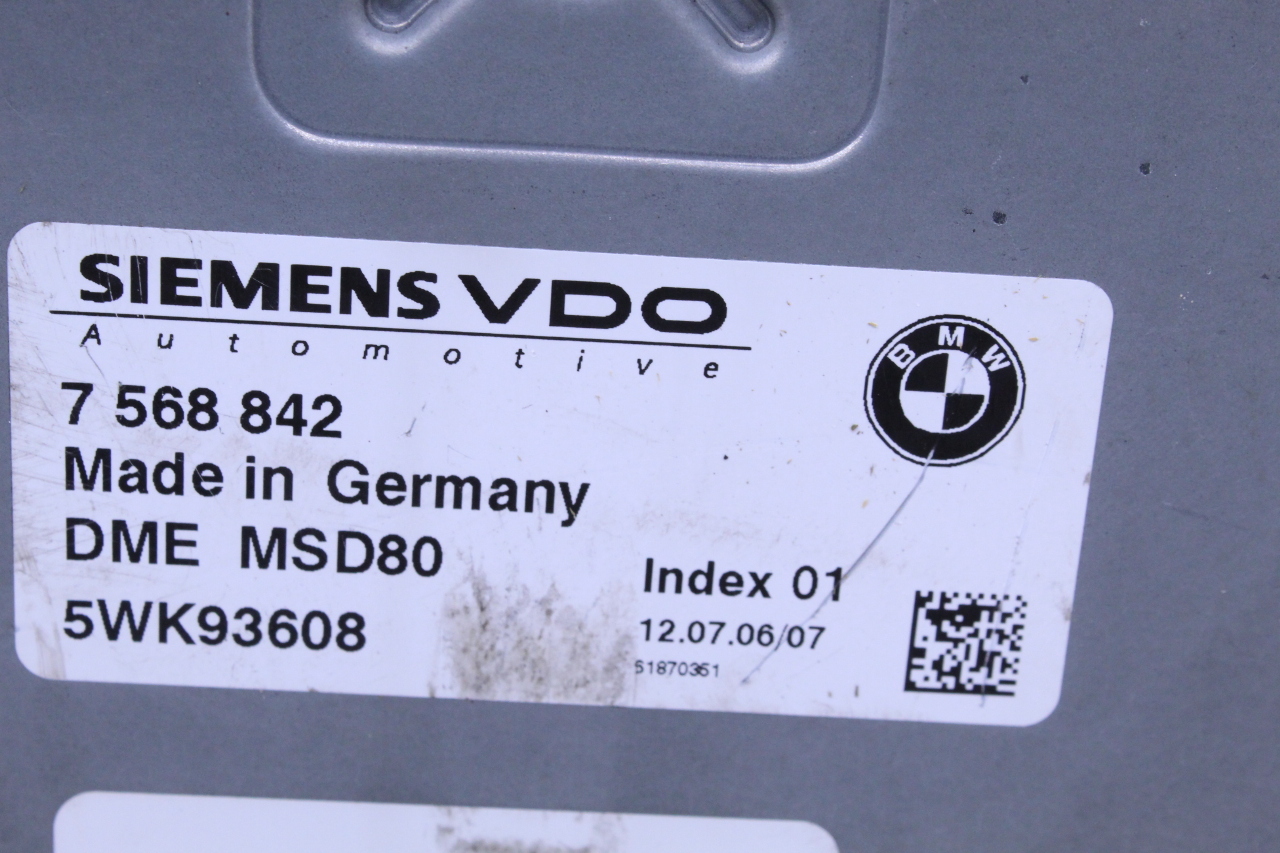 SIEMENS VDO
Automotive
BMW
7 568 842
Made in Germany
DME MSD80
Index 01
5WK93608
12.07.06/07
51870351